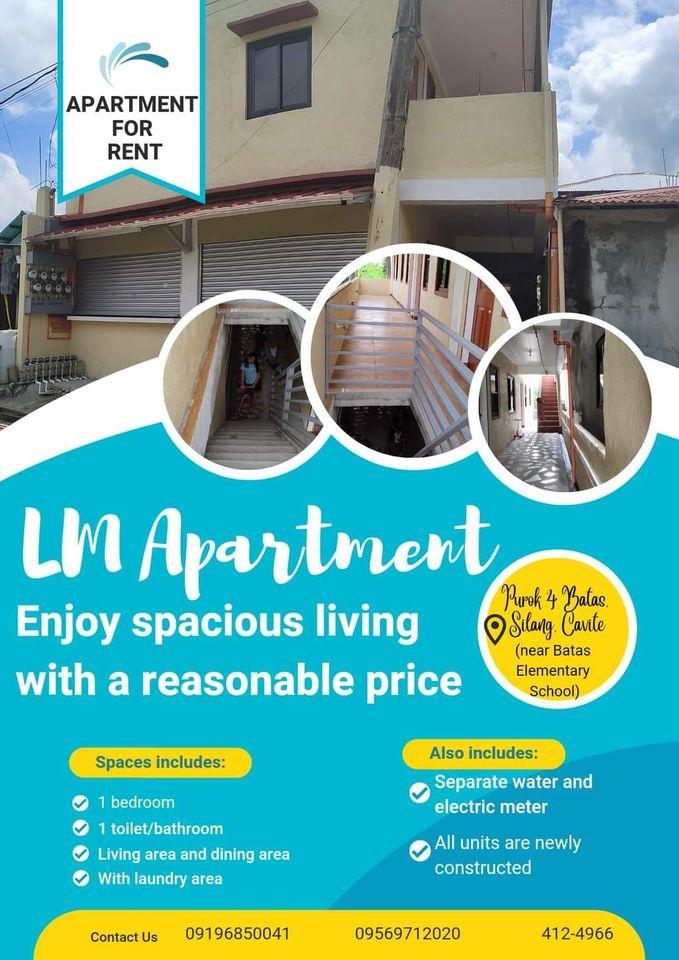 APARTMENT
FOR
RENT
LM Apartment
Enjoy spacious living
with a reasonable price
Purok 4 Batas,
Silang, Cavite
(near Batas
Elementary
School)
Spaces includes:
1 bedroom
1 toilet/bathroom
Living area and dining area
With laundry area
Also includes:
Separate water and
electric meter
All units are newly
constructed
Contact Us 09196850041 09569712020 412-4966